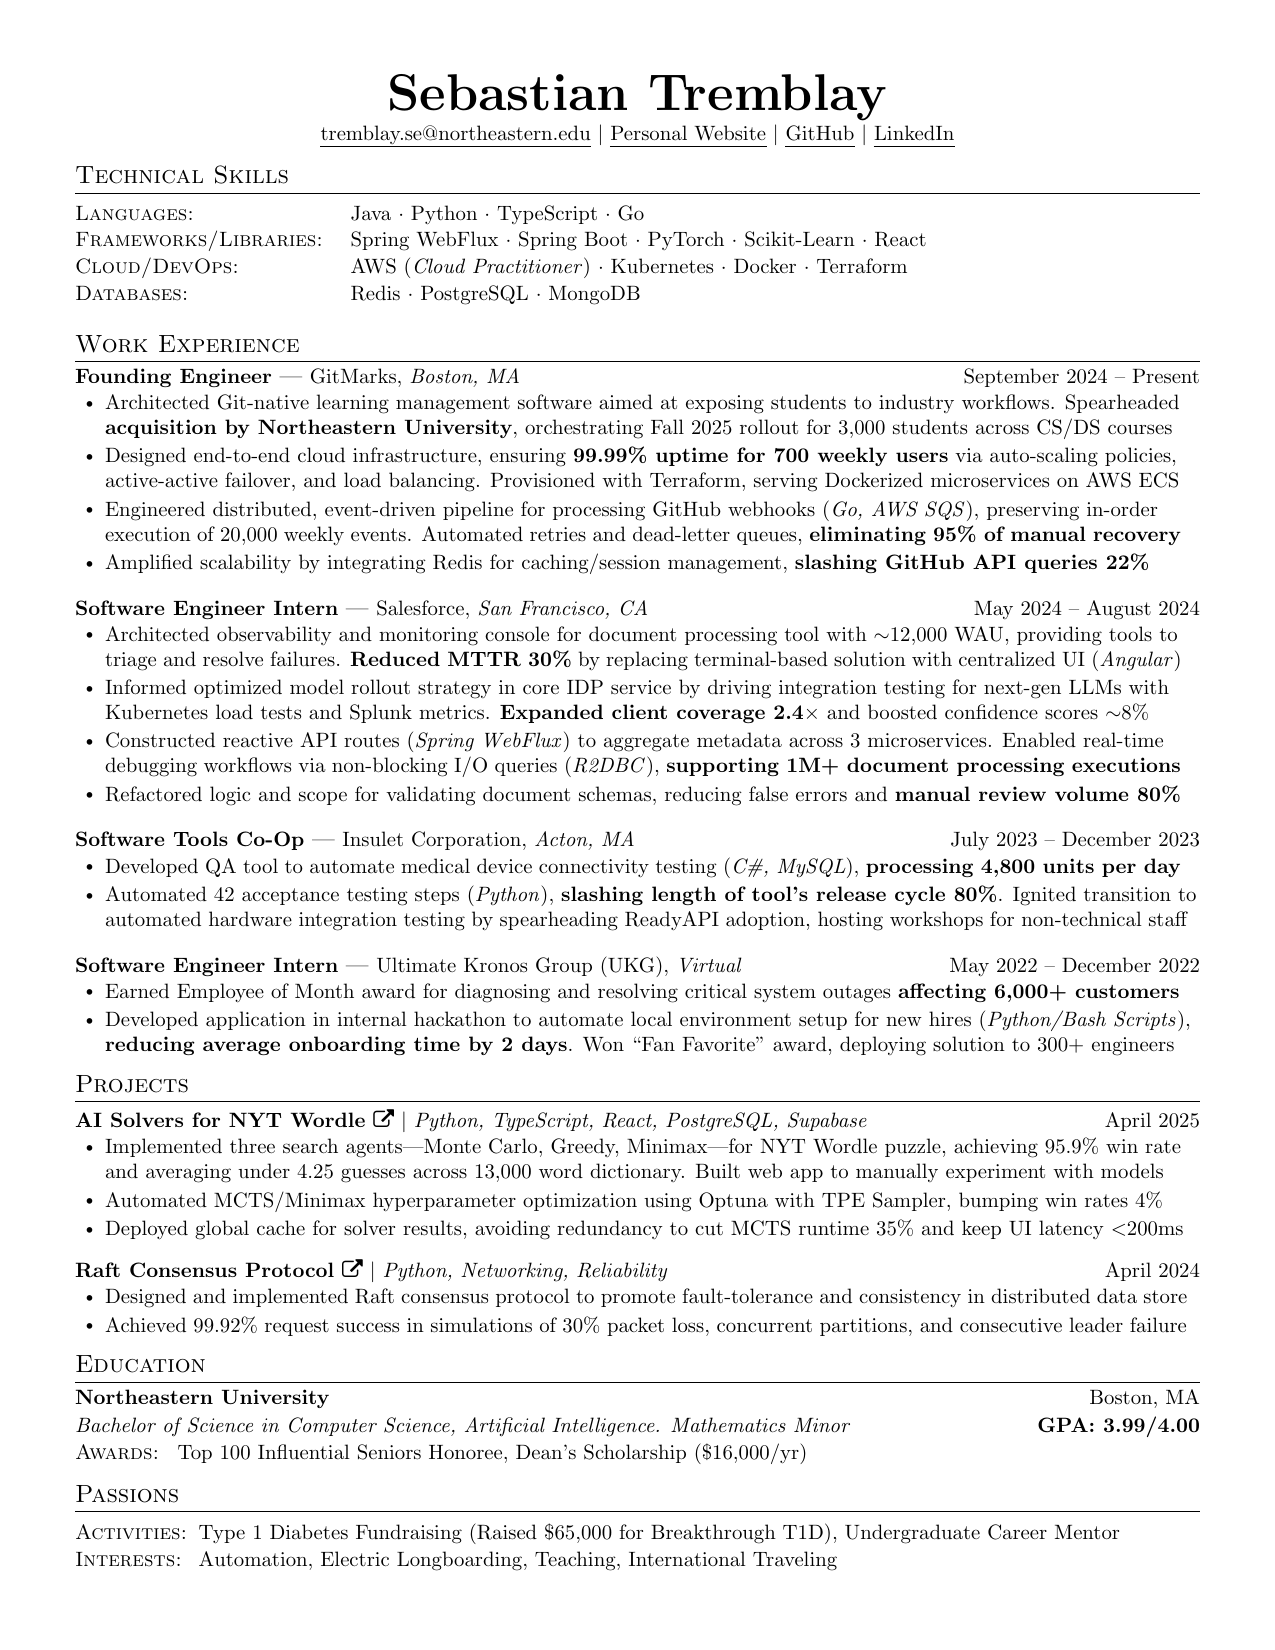 Sebastian Tremblay
tremblay.se@northeastern.edu | Personal Website | GitHub | LinkedIn
Technical Skills
Languages: Java · Python · TypeScript · Go
Frameworks/Libraries: Spring WebFlux · Spring Boot · PyTorch · Scikit-Learn · React
Cloud/DevOps: AWS (Cloud Practitioner) · Kubernetes · Docker · Terraform
Databases: Redis · PostgreSQL · MongoDB
Work Experience
Founding Engineer — GitMarks, Boston, MA September 2024 – Present
• Architected Git-native learning management software aimed at exposing students to industry workflows. Spearheaded
acquisition by Northeastern University, orchestrating Fall 2025 rollout for 3,000 students across CS/DS courses
• Designed end-to-end cloud infrastructure, ensuring 99.99% uptime for 700 weekly users via auto-scaling policies,
active-active failover, and load balancing. Provisioned with Terraform, serving Dockerized microservices on AWS ECS
• Engineered distributed, event-driven pipeline for processing GitHub webhooks (Go, AWS SQS), preserving in-order
execution of 20,000 weekly events. Automated retries and dead-letter queues, eliminating 95% of manual recovery
• Amplified scalability by integrating Redis for caching/session management, slashing GitHub API queries 22%
Software Engineer Intern — Salesforce, San Francisco, CA May 2024 – August 2024
• Architected observability and monitoring console for document processing tool with ~12,000 WAU, providing tools to
triage and resolve failures. Reduced MTTR 30% by replacing terminal-based solution with centralized UI (Angular)
• Informed optimized model rollout strategy in core IDP service by driving integration testing for next-gen LLMs with
Kubernetes load tests and Splunk metrics. Expanded client coverage 2.4× and boosted confidence scores ~8%
• Constructed reactive API routes (Spring WebFlux) to aggregate metadata across 3 microservices. Enabled real-time
debugging workflows via non-blocking I/O queries (R2DBC), supporting 1M+ document processing executions
• Refactored logic and scope for validating document schemas, reducing false errors and manual review volume 80%
Software Tools Co-Op — Insulet Corporation, Acton, MA July 2023 – December 2023
• Developed QA tool to automate medical device connectivity testing (C#, MySQL), processing 4,800 units per day
• Automated 42 acceptance testing steps (Python), slashing length of tool's release cycle 80%. Ignited transition to
automated hardware integration testing by spearheading ReadyAPI adoption, hosting workshops for non-technical staff
Software Engineer Intern — Ultimate Kronos Group (UKG), Virtual May 2022 – December 2022
• Earned Employee of Month award for diagnosing and resolving critical system outages affecting 6,000+ customers
• Developed application in internal hackathon to automate local environment setup for new hires (Python/Bash Scripts),
reducing average onboarding time by 2 days. Won “Fan Favorite” award, deploying solution to 300+ engineers
Projects
AI Solvers for NYT Wordle | Python, TypeScript, React, PostgreSQL, Supabase April 2025
• Implemented three search agents—Monte Carlo, Greedy, Minimax—for NYT Wordle puzzle, achieving 95.9% win rate
and averaging under 4.25 guesses across 13,000 word dictionary. Built web app to manually experiment with models
• Automated MCTS/Minimax hyperparameter optimization using Optuna with TPE Sampler, bumping win rates 4%
• Deployed global cache for solver results, avoiding redundancy to cut MCTS runtime 35% and keep UI latency <200ms
Raft Consensus Protocol | Python, Networking, Reliability April 2024
• Designed and implemented Raft consensus protocol to promote fault-tolerance and consistency in distributed data store
• Achieved 99.92% request success in simulations of 30% packet loss, concurrent partitions, and consecutive leader failure
Education
Northeastern University Boston, MA
Bachelor of Science in Computer Science, Artificial Intelligence. Mathematics Minor GPA: 3.99/4.00
Awards: Top 100 Influential Seniors Honoree, Dean's Scholarship ($16,000/yr)
Passions
Activities: Type 1 Diabetes Fundraising (Raised $65,000 for Breakthrough T1D), Undergraduate Career Mentor
Interests: Automation, Electric Longboarding, Teaching, International Traveling